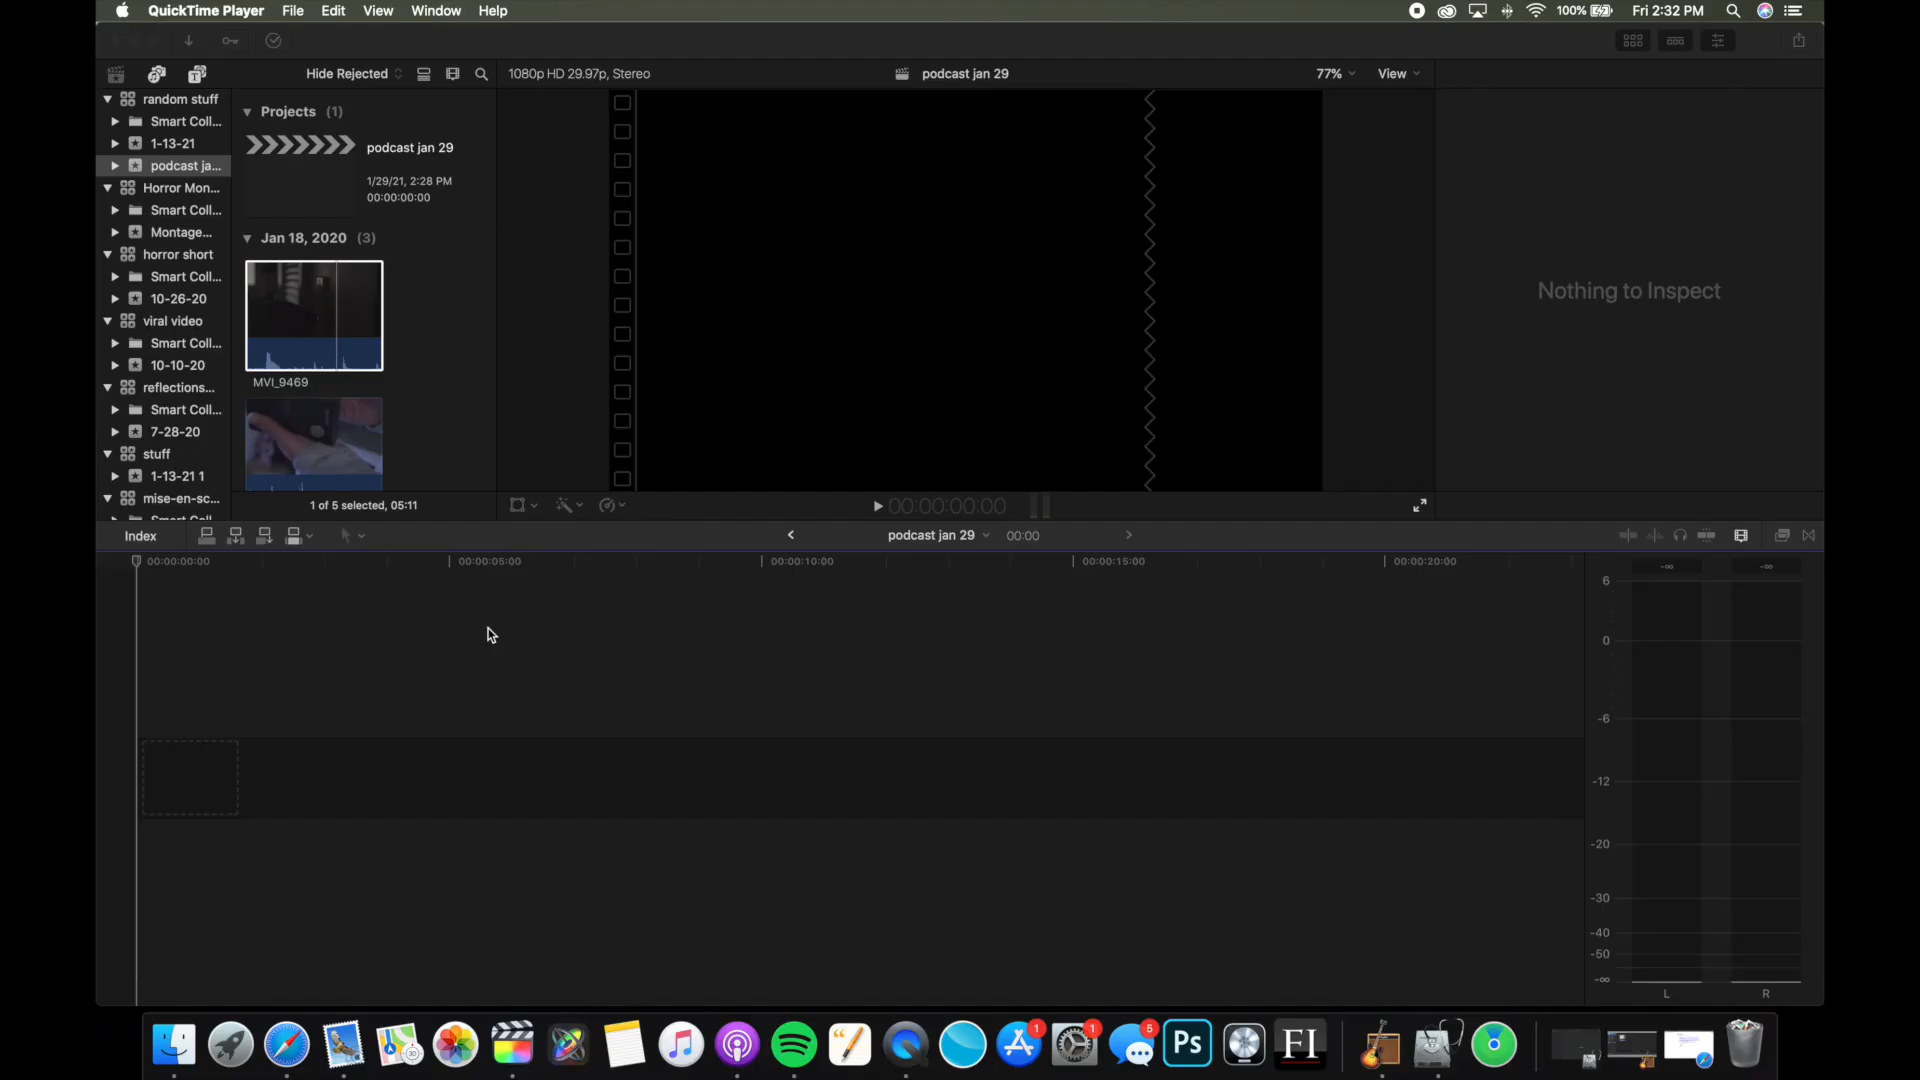 QuickTime Player File Edit View Window Help 100% Fri 2:32 PM
Hide Rejected 1080p HD 29.97p, Stereo podcast jan 29 77% View
random stuff
Smart Coll...
1-13-21
podcast ja...
Horror Mon...
Smart Coll...
Montage...
horror short
Smart Coll...
10-26-20
viral video
Smart Coll...
10-10-20
reflections...
Smart Coll...
7-28-20
stuff
1-13-21 1
mise-en-sc...
Smart Coll
Projects (1)
podcast jan 29
1/29/21, 2:28 PM
00:00:00:00
Jan 18, 2020 (3)
MVI_9469
1 of 5 selected, 05:11
00:00:00:00
Nothing to Inspect
Index podcast jan 29 00:00
00:00:00:00 00:00:05:00 00:00:10:00 00:00:15:00 00:00:20:00
-∞ -∞
6
0
-6
-12
-20
-30
-40
-50
-∞
L R
30 1 1 5 Ps FI